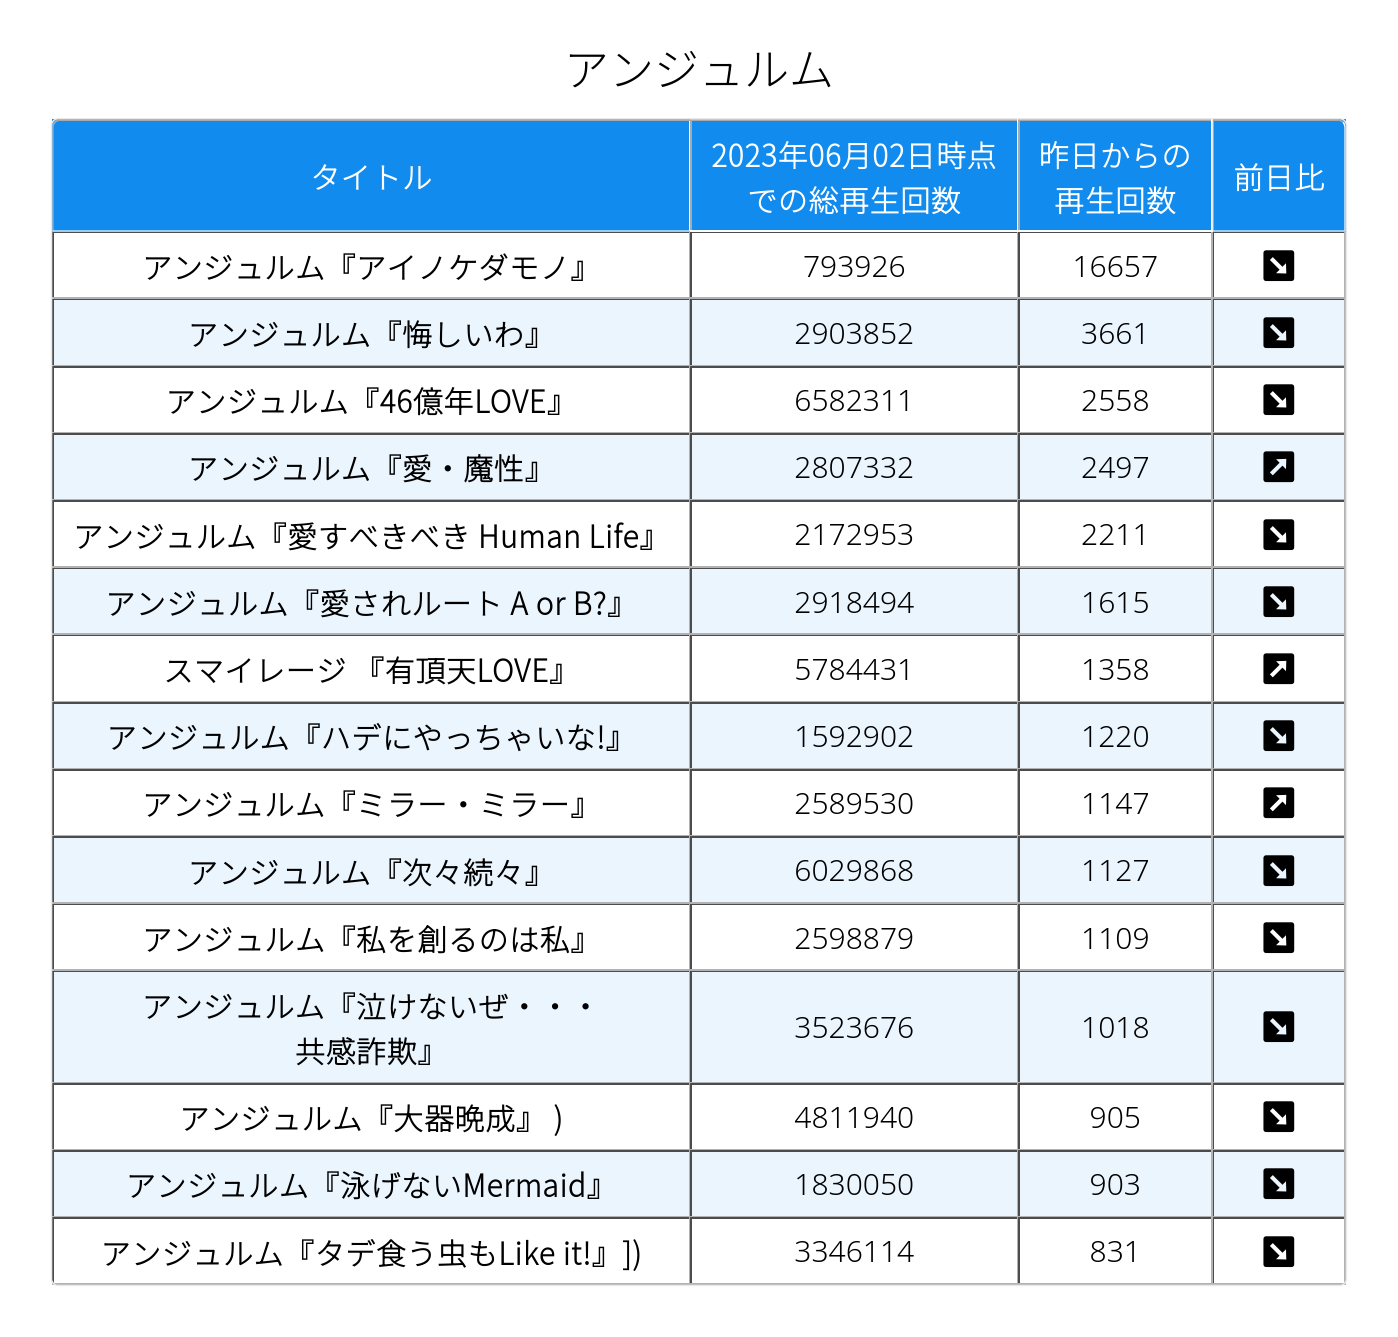 アンジュルム
タイトル
2023年06月02日時点
での総再生回数
昨日からの
再生回数
前日比
アンジュルム『アイノケダモノ』 793926 16657
アンジュルム『悔しいわ』 2903852 3661
アンジュルム『46億年LOVE』 6582311 2558
アンジュルム『愛・魔性』 2807332 2497
アンジュルム『愛すべきべき Human Life』 2172953 2211
アンジュルム『愛されルート A or B?』 2918494 1615
スマイレージ 『有頂天LOVE』 5784431 1358
アンジュルム『ハデにやっちゃいな!』 1592902 1220
アンジュルム『ミラー・ミラー』 2589530 1147
アンジュルム『次々続々』 6029868 1127
アンジュルム『私を創るのは私』 2598879 1109
アンジュルム『泣けないぜ・・・
共感詐欺』 3523676 1018
アンジュルム『大器晩成』 ) 4811940 905
アンジュルム『泳げないMermaid』 1830050 903
アンジュルム『タデ食う虫もLike it!』]) 3346114 831